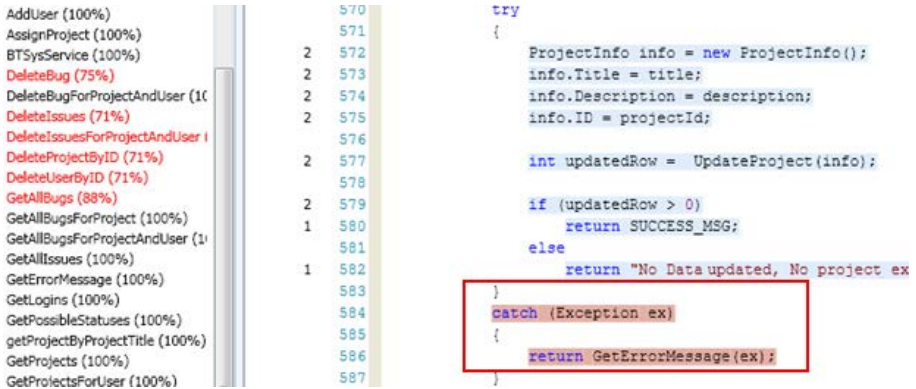 AddUser (100%)
AssignProject (100%)
BTSysService (100%)
DeleteBug (75%)
DeleteBugForProjectAndUser (10
DeleteIssues (71%)
DeleteIssuesForProjectAndUser (
DeleteProjectByID (71%)
DeleteUserByID (71%)
GetAllBugs (88%)
GetAllBugsForProject (100%)
GetAllBugsForProjectAndUser (1
GetAllIssues (100%)
GetErrorMessage (100%)
GetLogins (100%)
GetPossibleStatuses (100%)
getProjectByProjectTitle (100%)
GetProjects (100%)
GetProjectsForUser (100%)
570 try
571 {
2 572 ProjectInfo info = new ProjectInfo();
2 573 info.Title = title;
2 574 info.Description = description;
2 575 info.ID = projectId;
576
2 577 int updatedRow = UpdateProject(info);
578
2 579 if (updatedRow > 0)
1 580 return SUCCESS_MSG;
581 else
1 582 return "No Data updated, No project ex
583 }
584 catch (Exception ex)
585 {
586 return GetErrorMessage(ex);
587 }